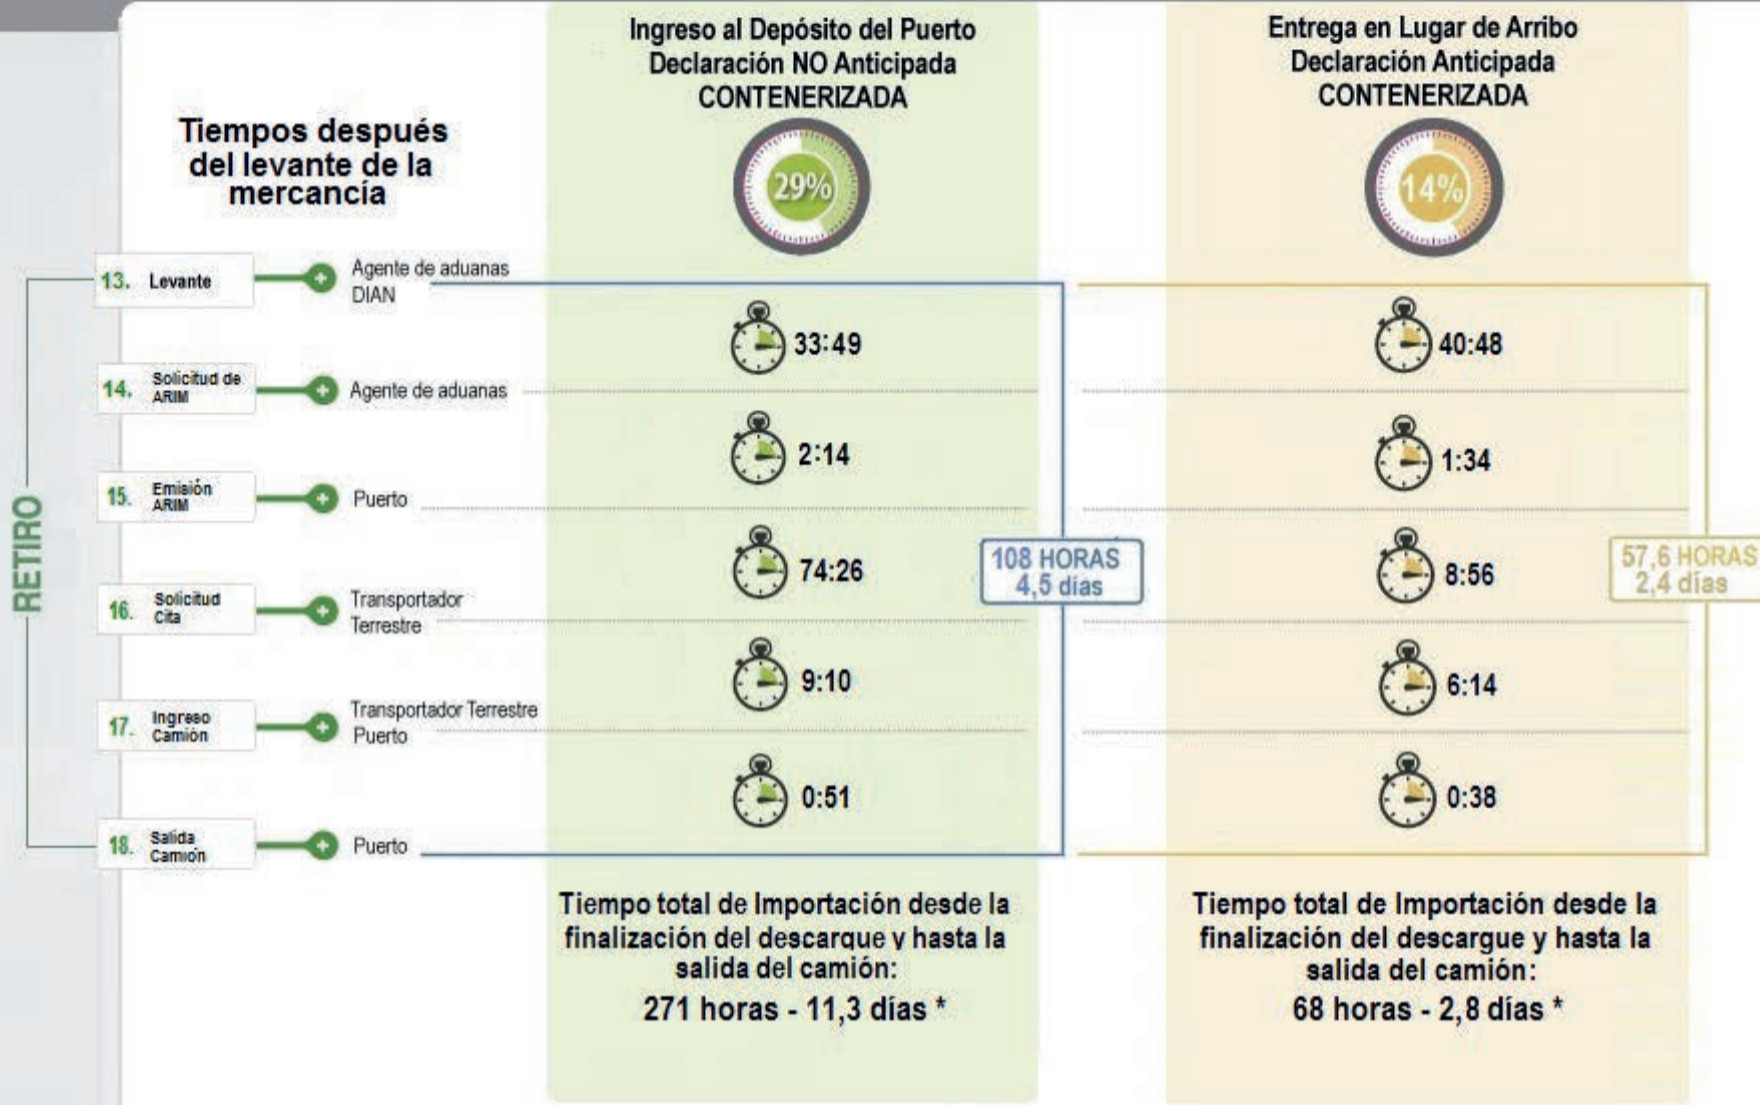 Ingreso al Depósito del Puerto
Declaración NO Anticipada
CONTENERIZADA
29%
Entrega en Lugar de Arribo
Declaración Anticipada
CONTENERIZADA
14%
Tiempos después
del levante de la
mercancía
RETIRO
13. Levante
Agente de aduanas
DIAN
33:49
40:48
14. Solicitud de
ARIM
Agente de aduanas
2:14
1:34
15. Emisión
ARIM
Puerto
74:26
8:56
108 HORAS
4,5 días
57,6 HORAS
2,4 días
16. Solicitud
Cita
Transportador
Terrestre
9:10
6:14
17. Ingreso
Camión
Transportador Terrestre
Puerto
0:51
0:38
18. Salida
Camión
Puerto
Tiempo total de Importación desde la
finalización del descargue y hasta la
salida del camión:
271 horas - 11,3 días *
Tiempo total de Importación desde la
finalización del descargue y hasta la
salida del camión:
68 horas - 2,8 días *